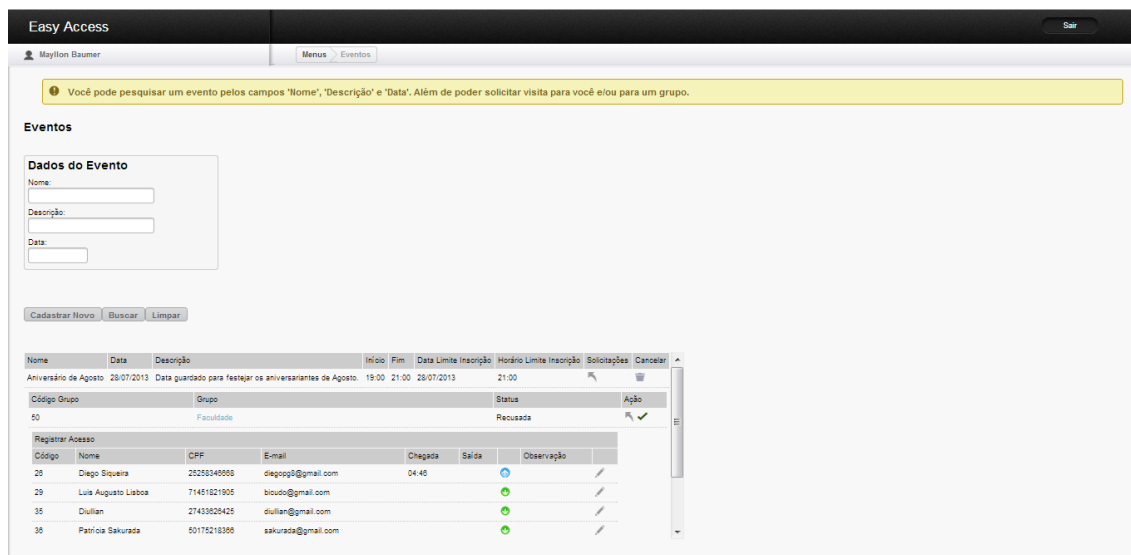 Easy Access
Sair
Mayllon Baumer
Menus Eventos
Você pode pesquisar um evento pelos campos 'Nome', 'Descrição' e 'Data'. Além de poder solicitar visita para você e/ou para um grupo.
Eventos
Dados do Evento
Nome:
Descrição:
Data:
Cadastrar Novo Buscar Limpar
Nome Data Descrição Início Fim Data Limite Inscrição Horário Limite Inscrição Solicitações Cancelar
Aniversário de Agosto 28/07/2013 Data guardado para festejar os aniversariantes de Agosto. 19:00 21:00 28/07/2013 21:00
Código Grupo Grupo Status Ação
50 Faculdade Recusada
Registrar Acesso
Código Nome CPF E-mail Chegada Saída Observação
26 Diego Siqueira 25258346668 diegopg8@gmail.com 04:46
29 Luis Augusto Lisboa 71451821905 bicudo@gmail.com
35 Diullian 27433626425 diullian@gmail.com
36 Patrícia Sakurada 50175218366 sakurada@gmail.com